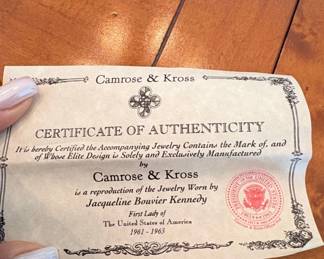 Camrose & Kross
CERTIFICATE OF AUTHENTICITY
It is hereby Certified the Accompanying Jewelry Contains the Mark of, and
of Whose Elite Design is Solely and Exclusively Manufactured
by
Camrose & Kross
is a reproduction of the Jewelry Worn by
Jacqueline Bouvier Kennedy
First Lady of
The United States of America
1961 - 1963